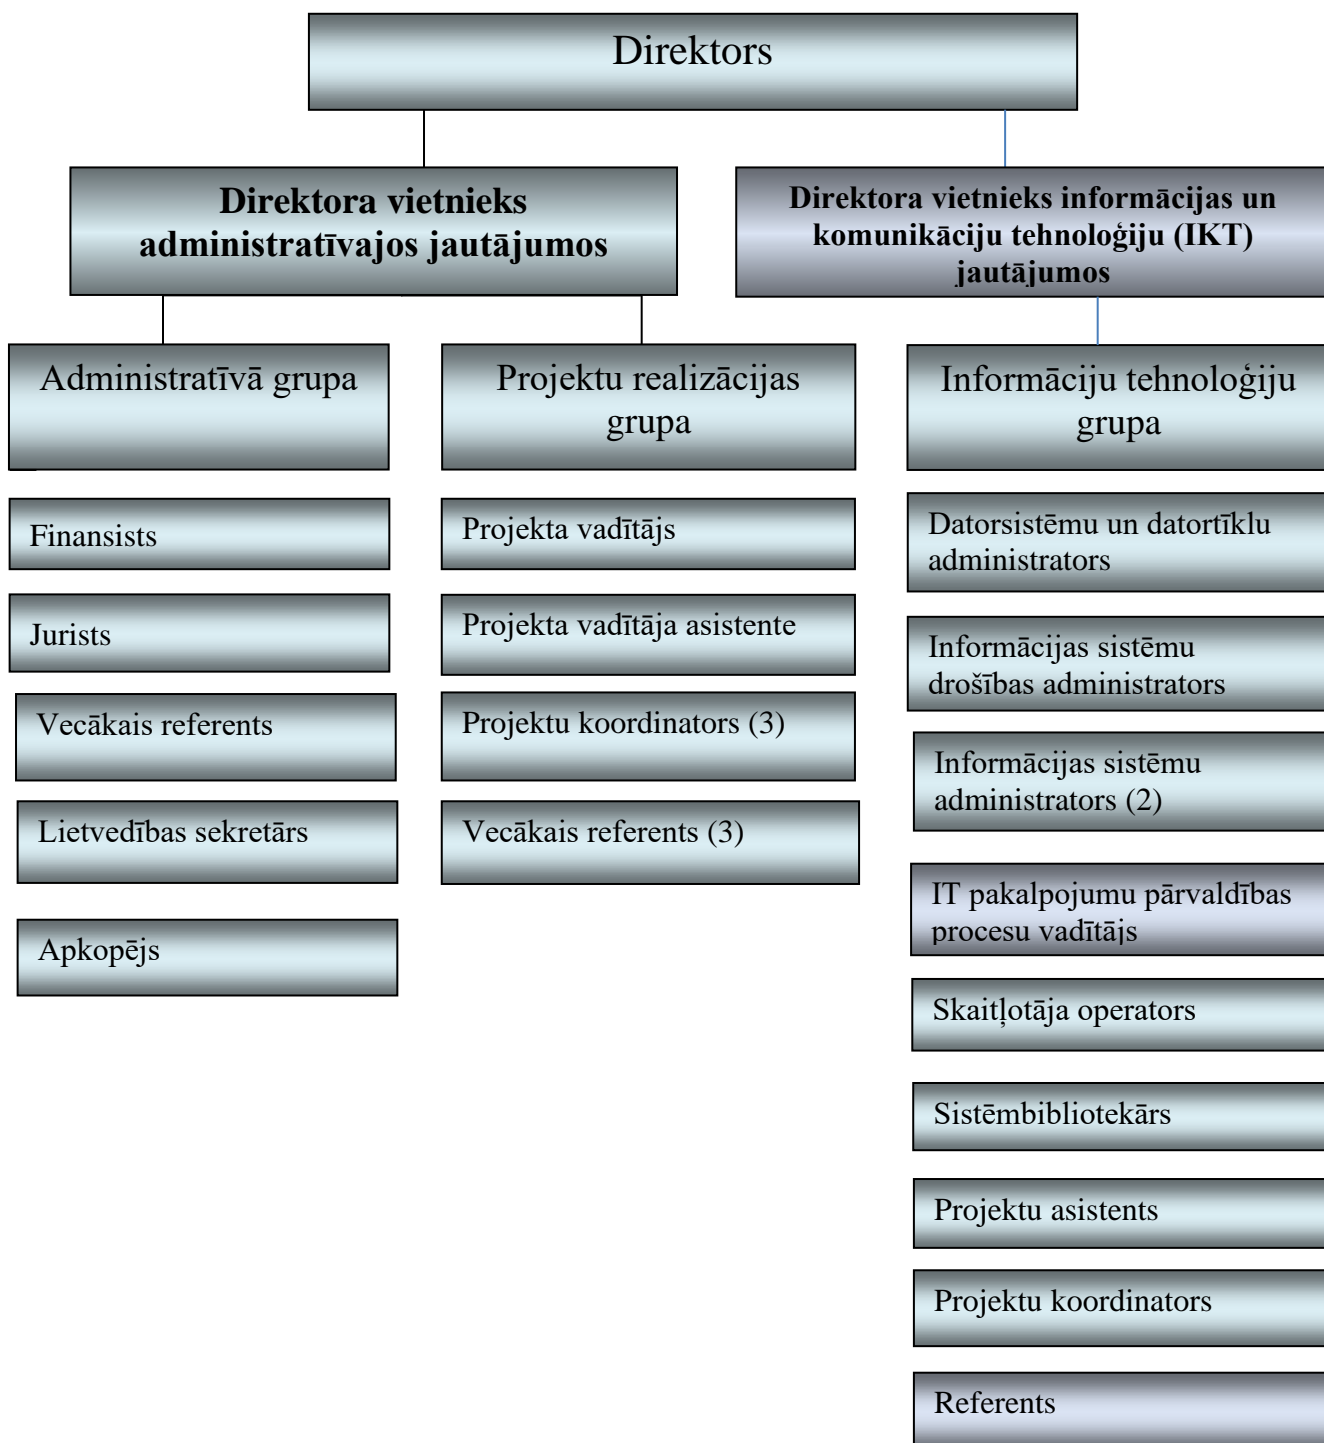 Direktors
Direktora vietnieks
administratīvajos jautājumos
Direktora vietnieks informācijas un
komunikāciju tehnoloģiju (IKT)
jautājumos
Administratīvā grupa
Projektu realizācijas
grupa
Informāciju tehnoloģiju
grupa
Finansists
Jurists
Vecākais referents
Lietvedības sekretārs
Apkopējs
Projekta vadītājs
Projekta vadītāja asistente
Projektu koordinators (3)
Vecākais referents (3)
Datorsistēmu un datortīklu
administrators
Informācijas sistēmu
drošības administrators
Informācijas sistēmu
administrators (2)
IT pakalpojumu pārvaldības
procesu vadītājs
Skaitļotāja operators
Sistēmbibliotekārs
Projektu asistents
Projektu koordinators
Referents